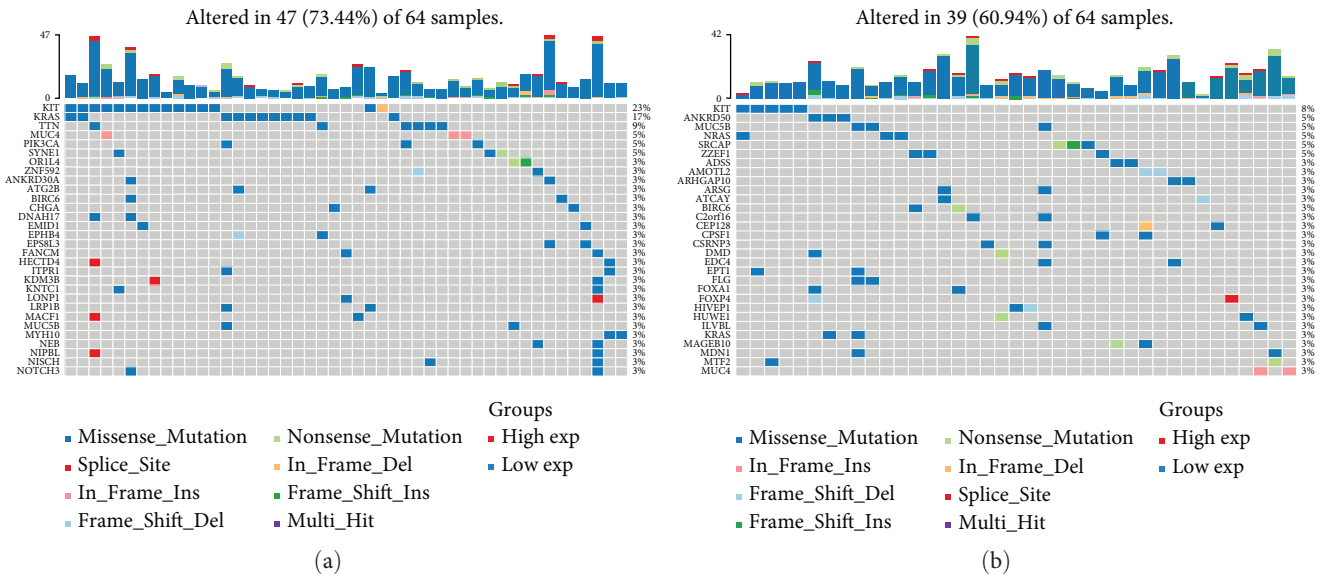 Altered in 47 (73.44%) of 64 samples.
47
0
KIT 23%
KRAS 17%
TTN 9%
MUC4 5%
PIK3CA 5%
SYNE1 5%
OR1L4 3%
ZNF592 3%
ANKRD30A 3%
ATG2B 3%
BIRC6 3%
CHGA 3%
DNAH17 3%
EMID1 3%
EPHB4 3%
EPS8L3 3%
FANCM 3%
HECTD4 3%
ITPR1 3%
KDM3B 3%
KNTC1 3%
LONP1 3%
LRP1B 3%
MACF1 3%
MUC5B 3%
MYH10 3%
NEB 3%
NIPBL 3%
NISCH 3%
NOTCH3 3%
Groups
Missense_Mutation Nonsense_Mutation High exp
Splice_Site In_Frame_Del Low exp
In_Frame_Ins Frame_Shift_Ins
Frame_Shift_Del Multi_Hit
(a)
Altered in 39 (60.94%) of 64 samples.
42
0
KIT 8%
ANKRD50 5%
MUC5B 5%
NRAS 5%
SRCAP 5%
ZZEF1 5%
ADSS 3%
AMOTL2 3%
ARHGAP10 3%
ARSG 3%
ATCAY 3%
BIRC6 3%
C2orf16 3%
CEP128 3%
CPSF1 3%
CSRNP3 3%
DMD 3%
EDC4 3%
EPT1 3%
FLG 3%
FOXA1 3%
FOXP4 3%
HIVEP1 3%
HUWE1 3%
ILVBL 3%
KRAS 3%
MAGEB10 3%
MDN1 3%
MTF2 3%
MUC4 3%
Groups
Missense_Mutation Nonsense_Mutation High exp
In_Frame_Ins In_Frame_Del Low exp
Frame_Shift_Del Splice_Site
Frame_Shift_Ins Multi_Hit
(b)